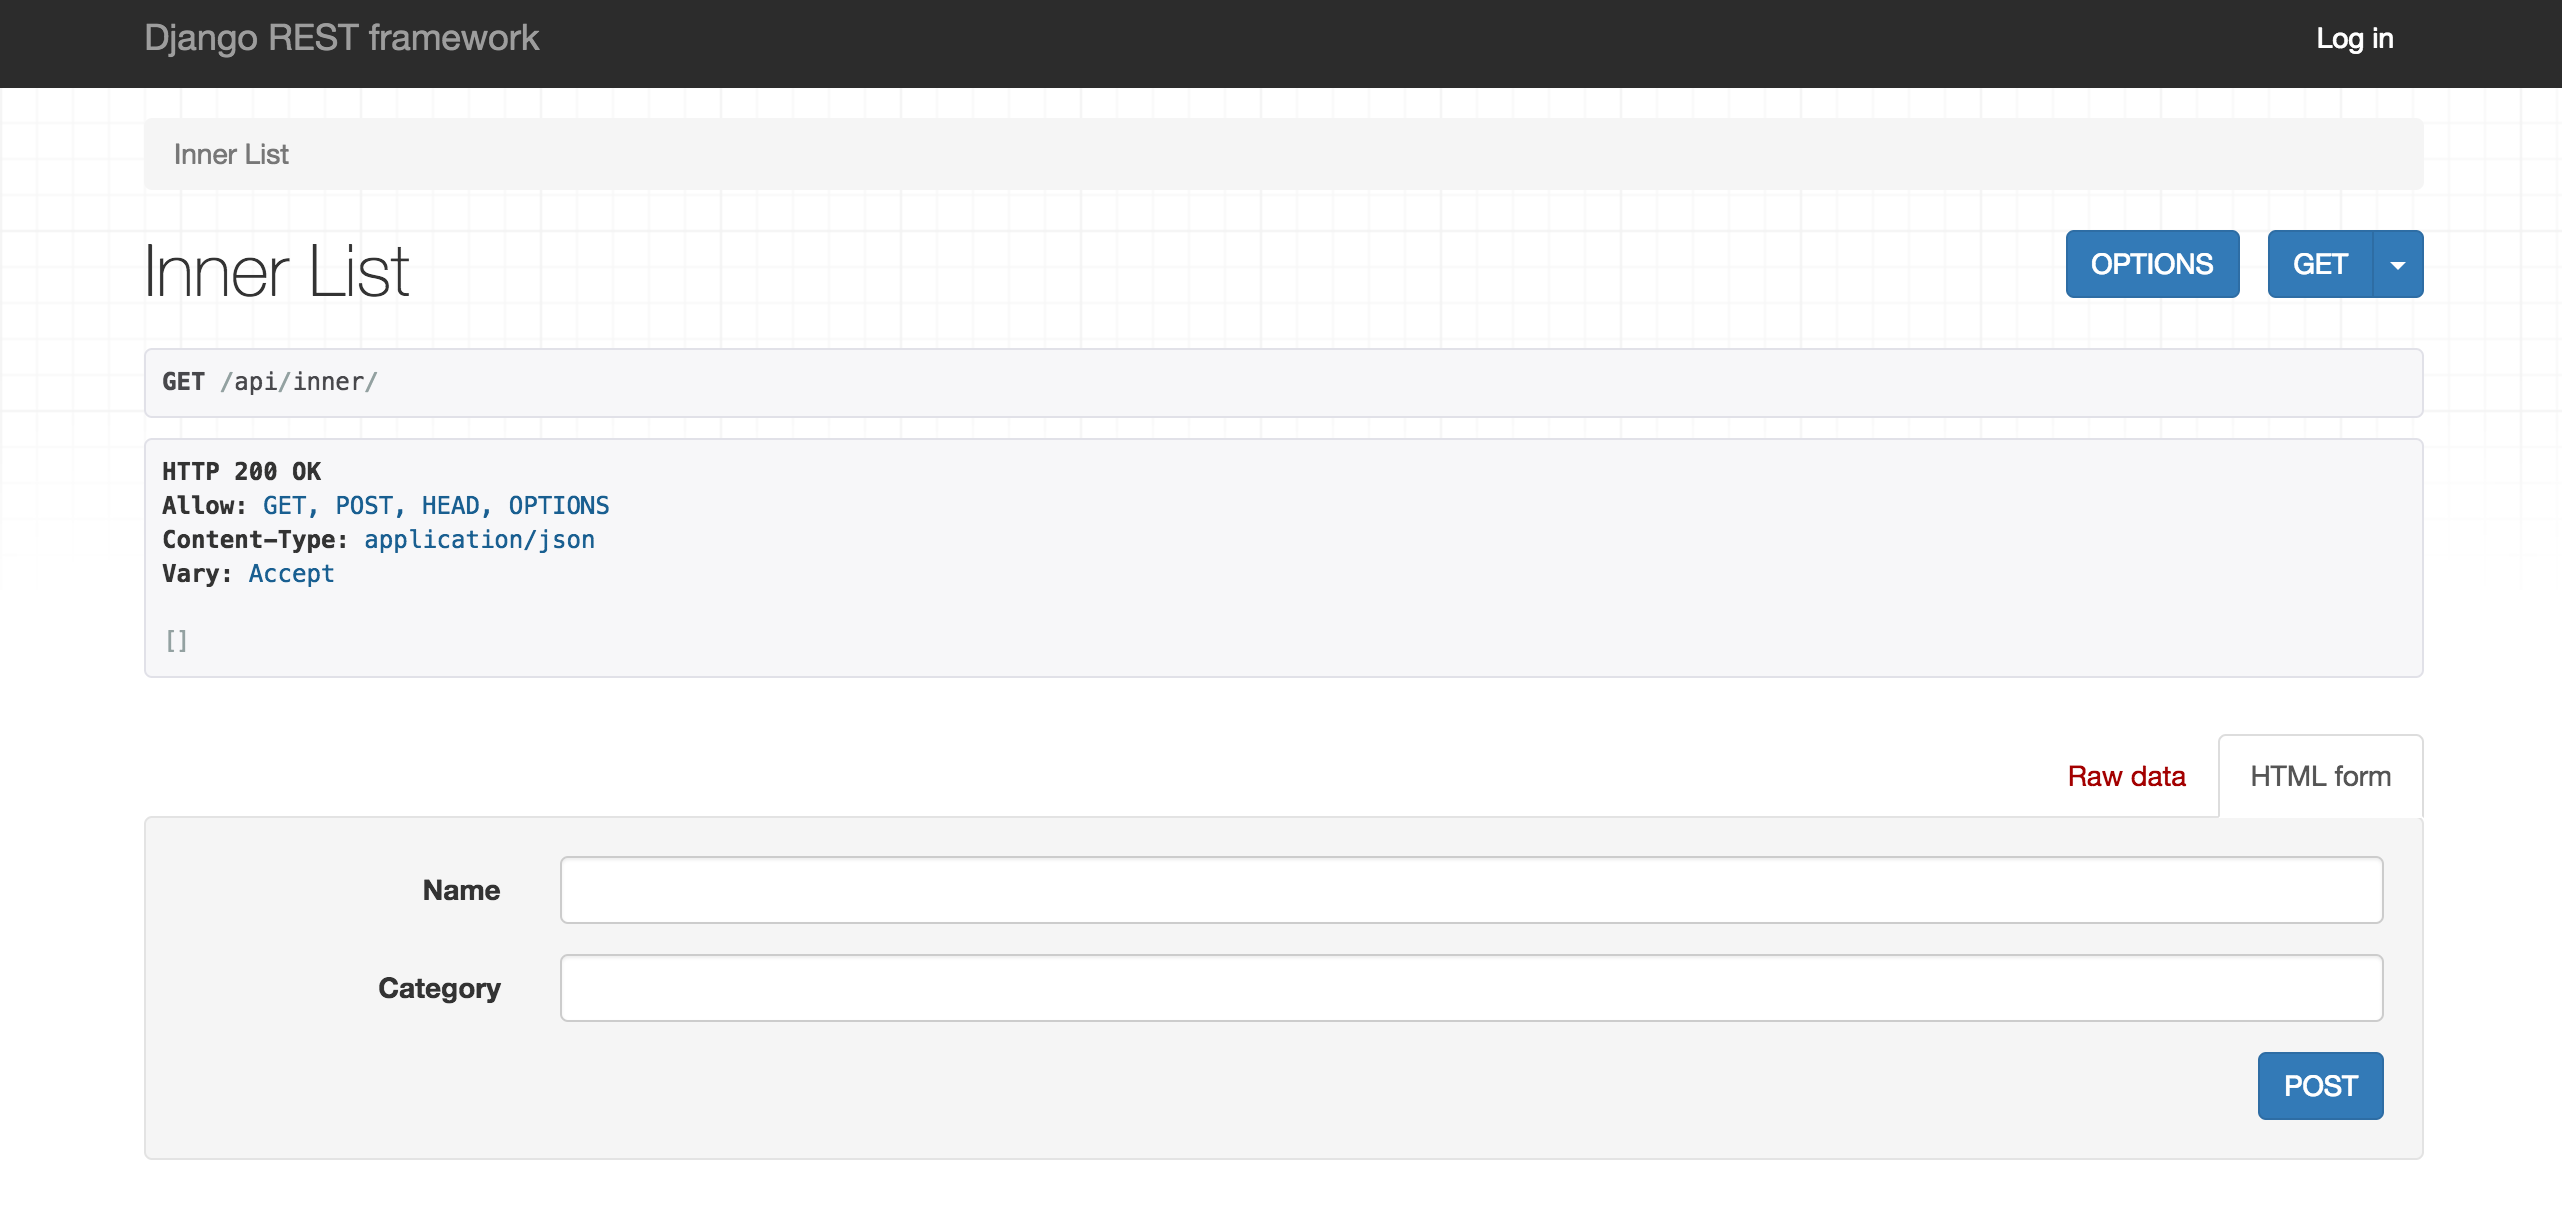 Django REST framework
Log in
Inner List
Inner List
OPTIONS
GET
GET /api/inner/
HTTP 200 OK
Allow: GET, POST, HEAD, OPTIONS
Content-Type: application/json
Vary: Accept
[]
Raw data
HTML form
Name
Category
POST